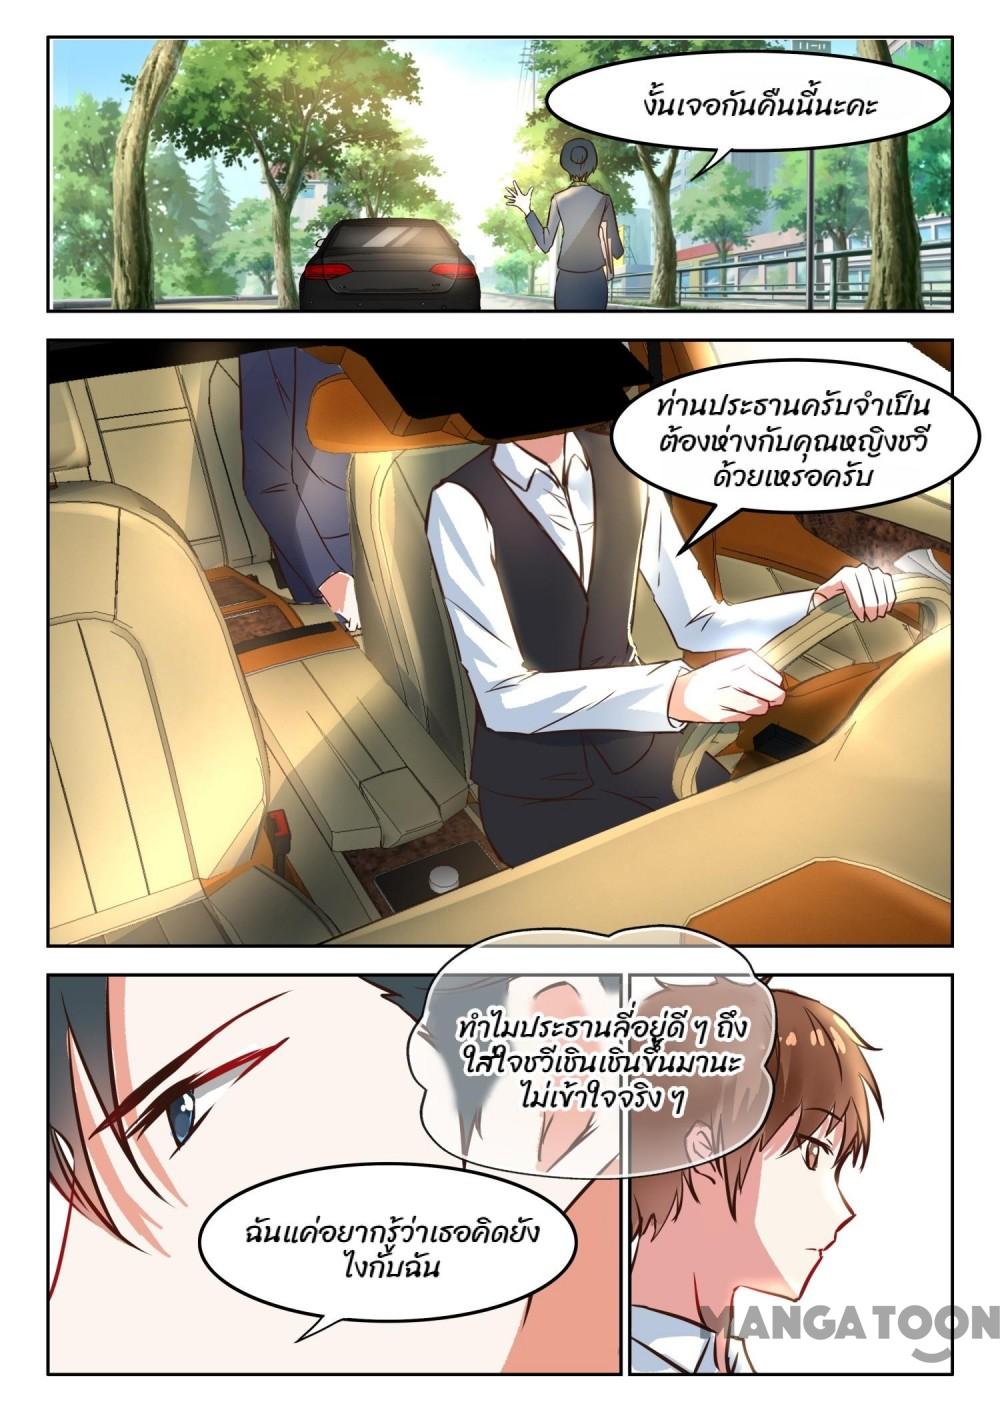 งั้นเจอกันคืนนี้นะคะ
ท่านประธานครับจำเป็น
ต้องห่างกับคุณหญิงชวี
ด้วยเหรอครับ
ทำไมประธานลี่อยู่ดี ๆ ถึง
ใส่ใจชวีเชินเชินขึ้นมานะ
ไม่เข้าใจจริง ๆ
ฉันแค่อยากรู้ว่าเธอคิดยัง
ไงกับฉัน
MANGATOON